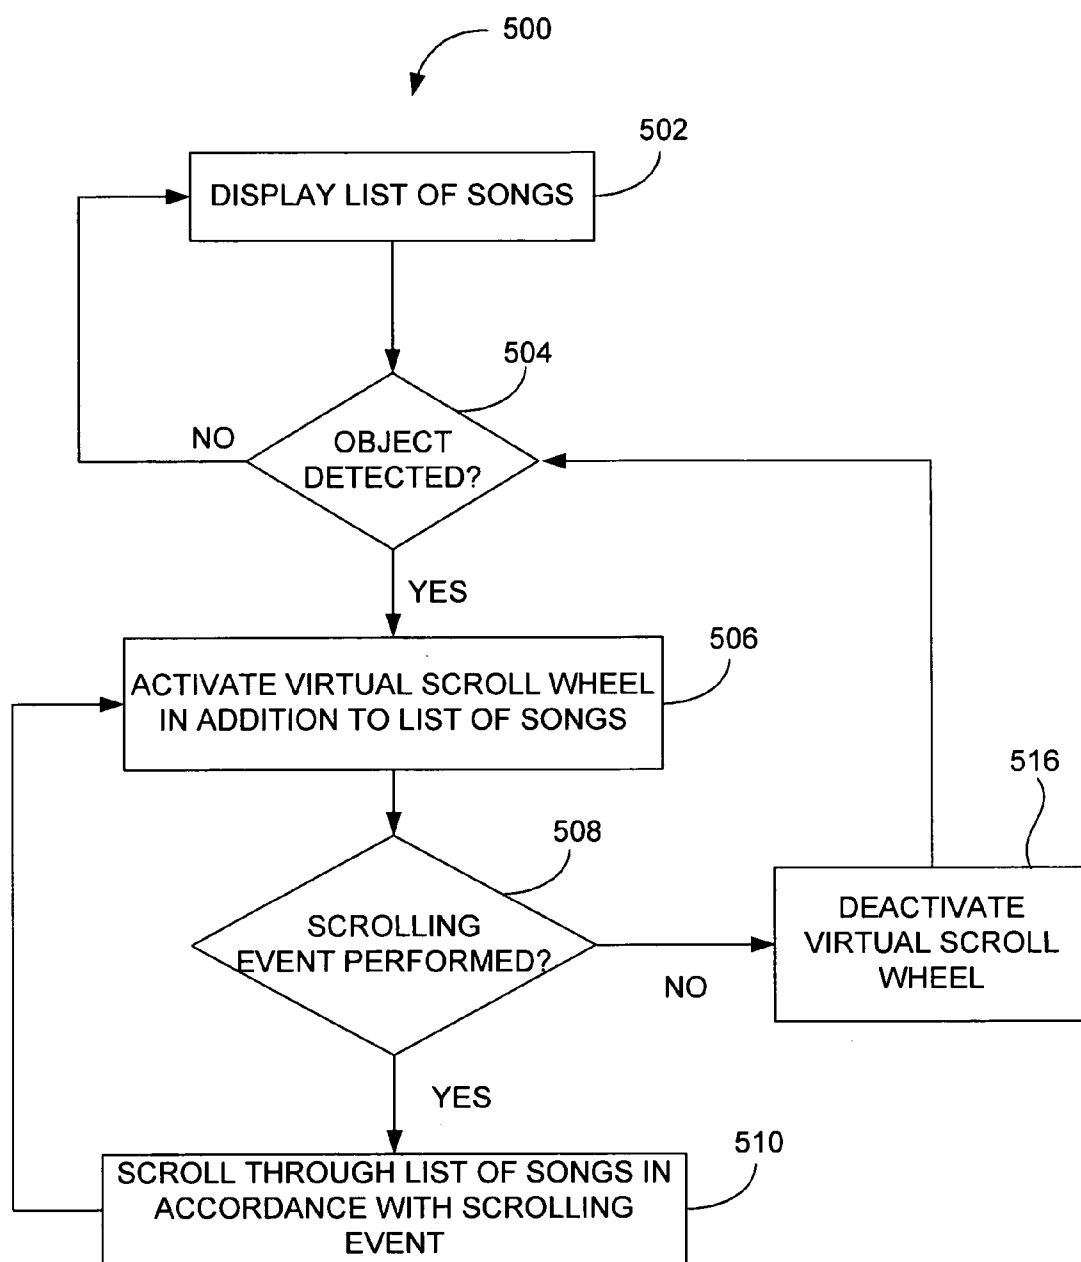 500
502
DISPLAY LIST OF SONGS
504
OBJECT
DETECTED?
NO
YES
506
ACTIVATE VIRTUAL SCROLL WHEEL
IN ADDITION TO LIST OF SONGS
508
SCROLLING
EVENT PERFORMED?
NO
516
DEACTIVATE
VIRTUAL SCROLL
WHEEL
YES
510
SCROLL THROUGH LIST OF SONGS IN
ACCORDANCE WITH SCROLLING
EVENT